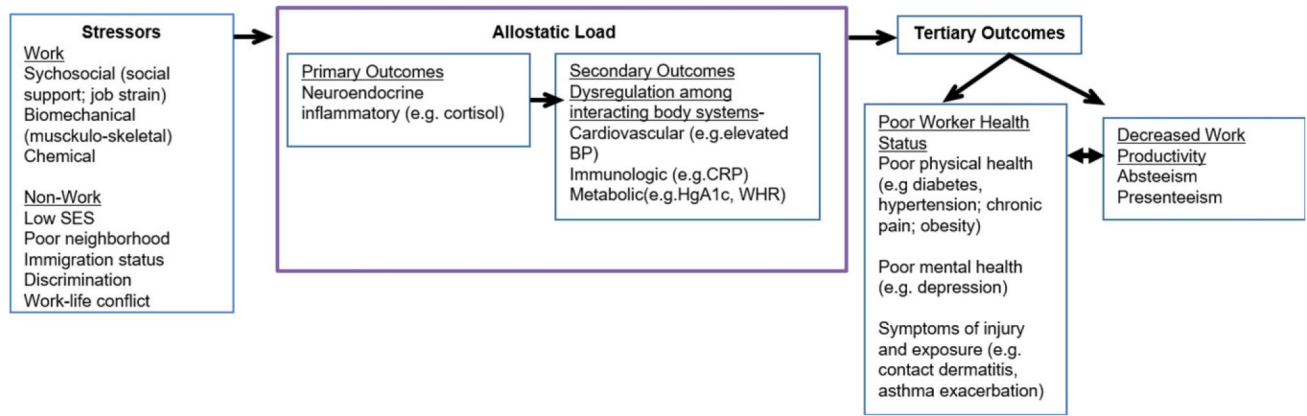 Stressors
Work
Sychosocial (social
support; job strain)
Biomechanical
(musckulo-skeletal)
Chemical
Non-Work
Low SES
Poor neighborhood
Immigration status
Discrimination
Work-life conflict
Allostatic Load
Primary Outcomes
Neuroendocrine
inflammatory (e.g. cortisol)
Secondary Outcomes
Dysregulation among
interacting body systems-
Cardiovascular (e.g.elevated
BP)
Immunologic (e.g.CRP)
Metabolic(e.g.HgA1c, WHR)
Tertiary Outcomes
Poor Worker Health
Status
Poor physical health
(e.g diabetes,
hypertension; chronic
pain; obesity)
Poor mental health
(e.g. depression)
Symptoms of injury
and exposure (e.g.
contact dermatitis,
asthma exacerbation)
Decreased Work
Productivity
Absteeism
Presenteeism